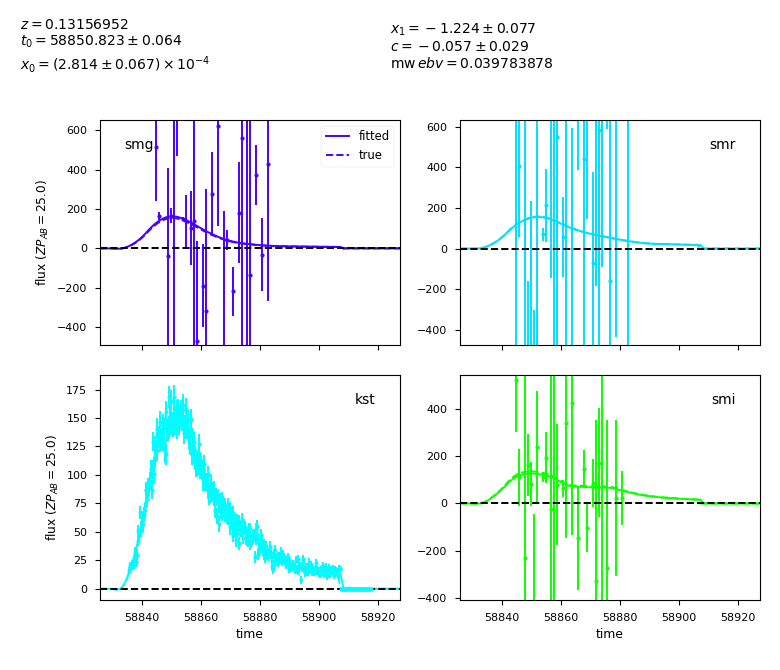 z = 0.13156952
t₀ = 58850.823 ± 0.064
x₀ = (2.814 ± 0.067) × 10⁻⁴
x₁ = −1.224 ± 0.077
c = −0.057 ± 0.029
mw ebv = 0.039783878
smg
fitted
true
600
400
200
0
−200
−400
flux (ZP_AB = 25.0)
smr
600
400
200
0
−200
−400
kst
175
150
125
100
75
50
25
0
flux (ZP_AB = 25.0)
58840 58860 58880 58900 58920
time
smi
400
200
0
−200
−400
58840 58860 58880 58900 58920
time